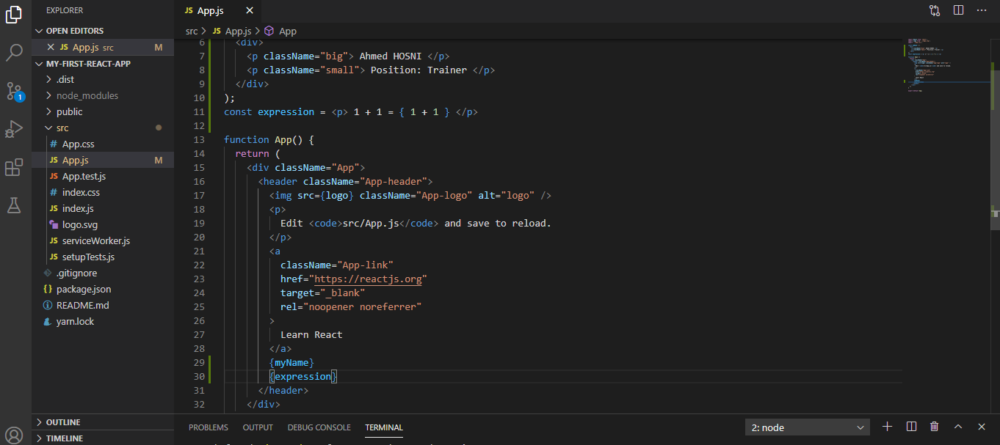 EXPLORER
JS App.js
OPEN EDITORS
JS App.js src M
MY-FIRST-REACT-APP
.dist
node_modules
public
src
# App.css
JS App.js M
JS App.test.js
# index.css
JS index.js
logo.svg
JS serviceWorker.js
JS setupTests.js
.gitignore
{} package.json
README.md
yarn.lock
OUTLINE
TIMELINE
1
src > JS App.js > App
6 <div>
7 <p className="big"> Ahmed HOSNI </p>
8 <p className="small"> Position: Trainer </p>
9 </div>
10 );
11 const expression = <p> 1 + 1 = { 1 + 1 } </p>
12
13 function App() {
14 return (
15 <div className="App">
16 <header className="App-header">
17 <img src={logo} className="App-logo" alt="logo" />
18 <p>
19 Edit <code>src/App.js</code> and save to reload.
20 </p>
21 <a
22 className="App-link"
23 href="https://reactjs.org"
24 target="_blank"
25 rel="noopener noreferrer"
26 >
27 Learn React
28 </a>
29 {myName}
30 {expression}
31 </header>
32 </div>
PROBLEMS OUTPUT DEBUG CONSOLE TERMINAL 2: node